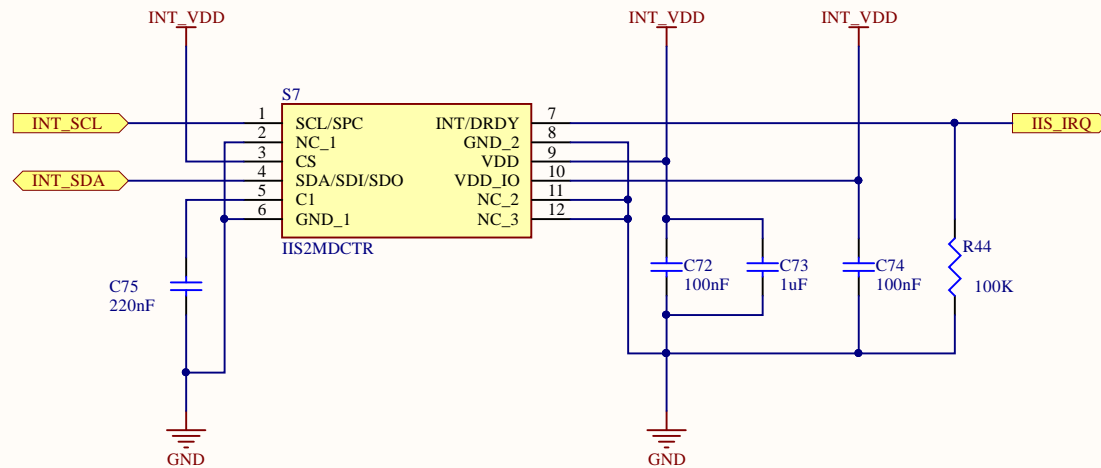 INT_VDD
INT_VDD
INT_VDD
S7
INT_SCL
1
SCL/SPC
INT/DRDY
7
IIS_IRQ
2
NC_1
GND_2
8
3
CS
VDD
9
INT_SDA
4
SDA/SDI/SDO
VDD_IO
10
5
C1
NC_2
11
6
GND_1
NC_3
12
IIS2MDCTR
C75
220nF
C72
100nF
C73
1uF
C74
100nF
R44
100K
GND
GND